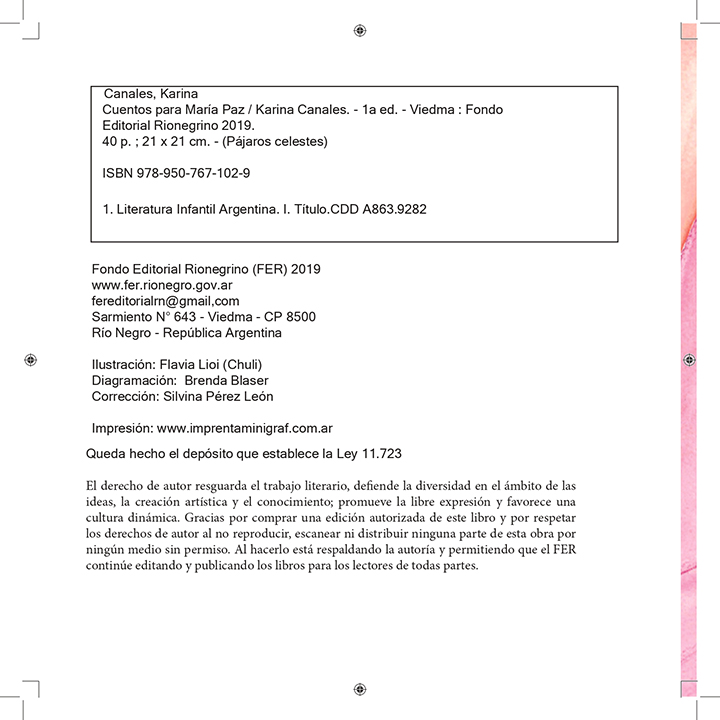 Canales, Karina
Cuentos para María Paz / Karina Canales. - 1a ed. - Viedma : Fondo
Editorial Rionegrino 2019.
40 p. ; 21 x 21 cm. - (Pájaros celestes)
ISBN 978-950-767-102-9
1. Literatura Infantil Argentina. I. Título.CDD A863.9282
Fondo Editorial Rionegrino (FER) 2019
www.fer.rionegro.gov.ar
fereditorialrn@gmail,com
Sarmiento N° 643 - Viedma - CP 8500
Río Negro - República Argentina
Ilustración: Flavia Lioi (Chuli)
Diagramación:  Brenda Blaser
Corrección: Silvina Pérez León
Impresión: www.imprentaminigraf.com.ar
Queda hecho el depósito que establece la Ley 11.723
El derecho de autor resguarda el trabajo literario, defiende la diversidad en el ámbito de las
ideas, la creación artística y el conocimiento; promueve la libre expresión y favorece una
cultura dinámica. Gracias por comprar una edición autorizada de este libro y por respetar
los derechos de autor al no reproducir, escanear ni distribuir ninguna parte de esta obra por
ningún medio sin permiso. Al hacerlo está respaldando la autoría y permitiendo que el FER
continúe editando y publicando los libros para los lectores de todas partes.